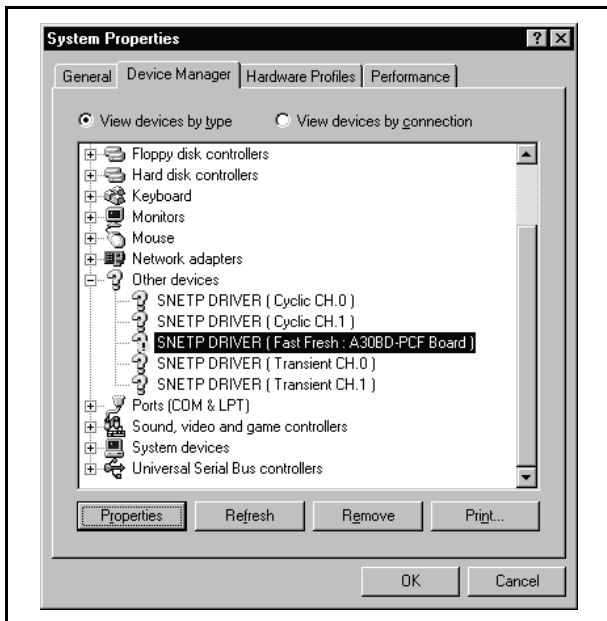 System Properties
General Device Manager Hardware Profiles Performance
View devices by type View devices by connection
Floppy disk controllers
Hard disk controllers
Keyboard
Monitors
Mouse
Network adapters
Other devices
SNETP DRIVER ( Cyclic CH.0 )
SNETP DRIVER ( Cyclic CH.1 )
SNETP DRIVER ( Fast Fresh : A30BD-PCF Board )
SNETP DRIVER ( Transient CH.0 )
SNETP DRIVER ( Transient CH.1 )
Ports (COM & LPT)
Sound, video and game controllers
System devices
Universal Serial Bus controllers
Properties Refresh Remove Print...
OK Cancel